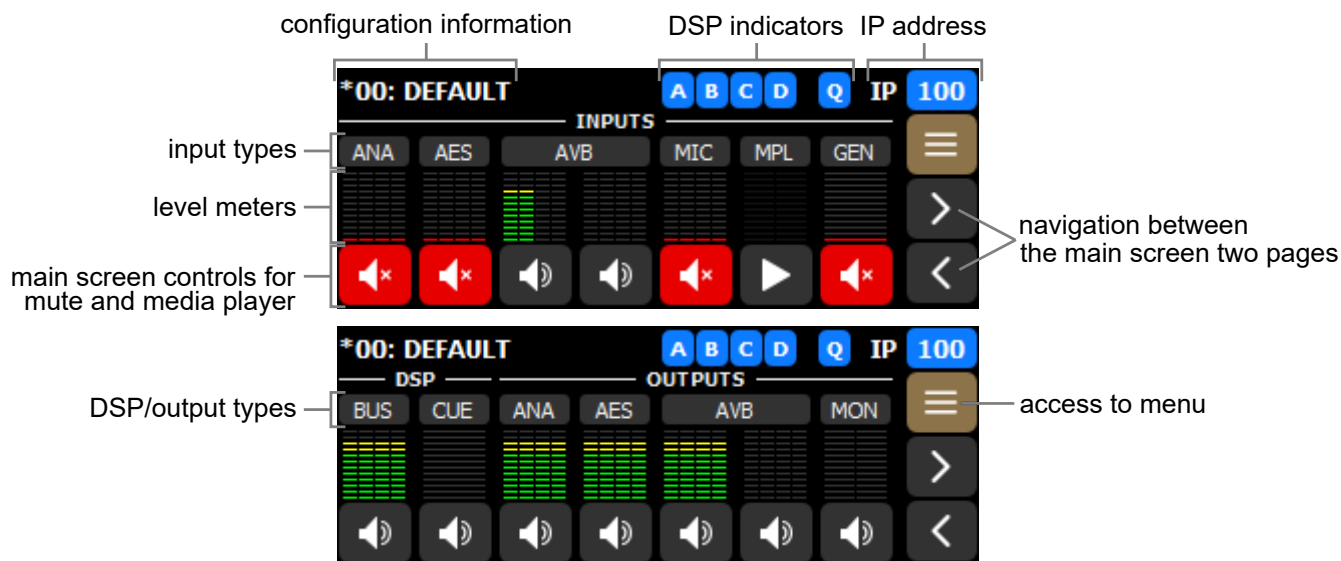 configuration information DSP indicators IP address
*00: DEFAULT A B C D Q IP 100
INPUTS
input types ANA AES AVB MIC MPL GEN
level meters
navigation between
the main screen two pages
main screen controls for
mute and media player
*00: DEFAULT A B C D Q IP 100
DSP OUTPUTS
DSP/output types BUS CUE ANA AES AVB MON access to menu